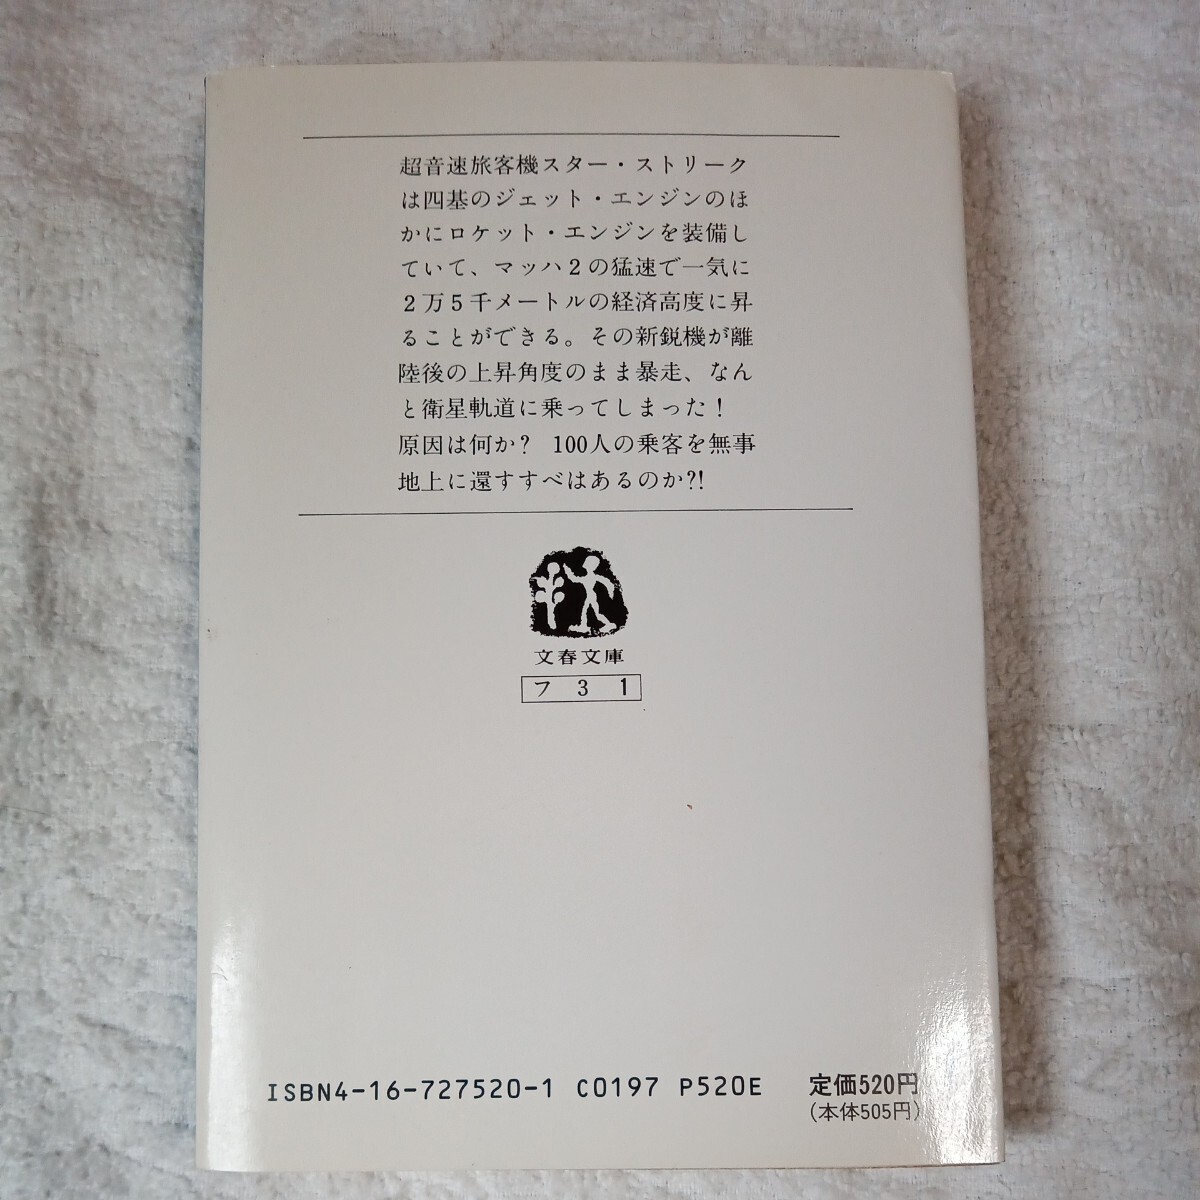 超音速旅客機スター・ストリーク
は四基のジェット・エンジンのほ
かにロケット・エンジンを装備し
ていて、マッハ２の猛速で一気に
２万５千メートルの経済高度に昇
ることができる。その新鋭機が離
陸後の上昇角度のまま暴走、なん
と衛星軌道に乗ってしまった！
原因は何か？ 100人の乗客を無事
地上に還すすべはあるのか?!
文春文庫
フ 3 1
ISBN4-16-727520-1 C0197 P520E
定価520円
(本体505円)